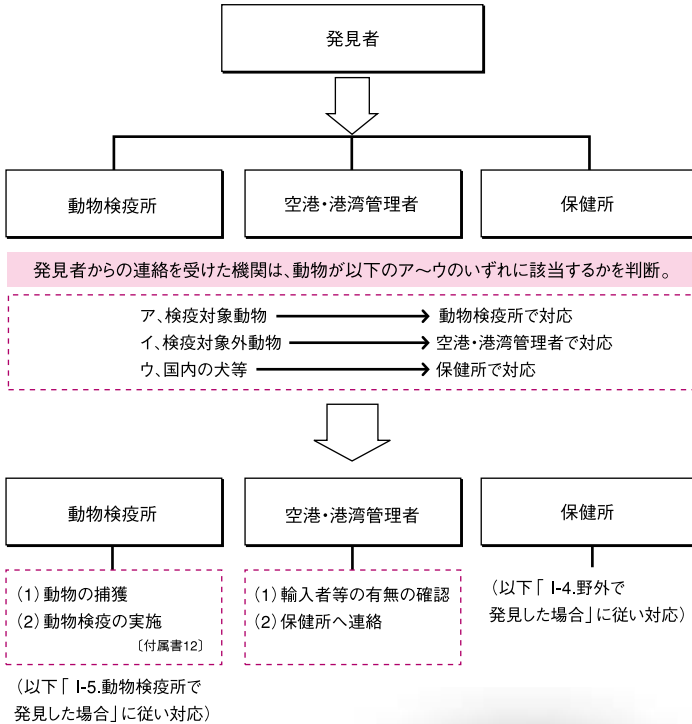 発見者
動物検疫所
空港・港湾管理者
保健所
発見者からの連絡を受けた機関は、動物が以下のア～ウのいずれに該当するかを判断。
ア、検疫対象動物 動物検疫所で対応
イ、検疫対象外動物 空港・港湾管理者で対応
ウ、国内の犬等 保健所で対応
動物検疫所
空港・港湾管理者
保健所
(1) 動物の捕獲
(2) 動物検疫の実施
〔付属書12〕
(以下「 I-5.動物検疫所で
発見した場合」に従い対応)
(1) 輸入者等の有無の確認
(2) 保健所へ連絡
(以下「 I-4.野外で
発見した場合」に従い対応)